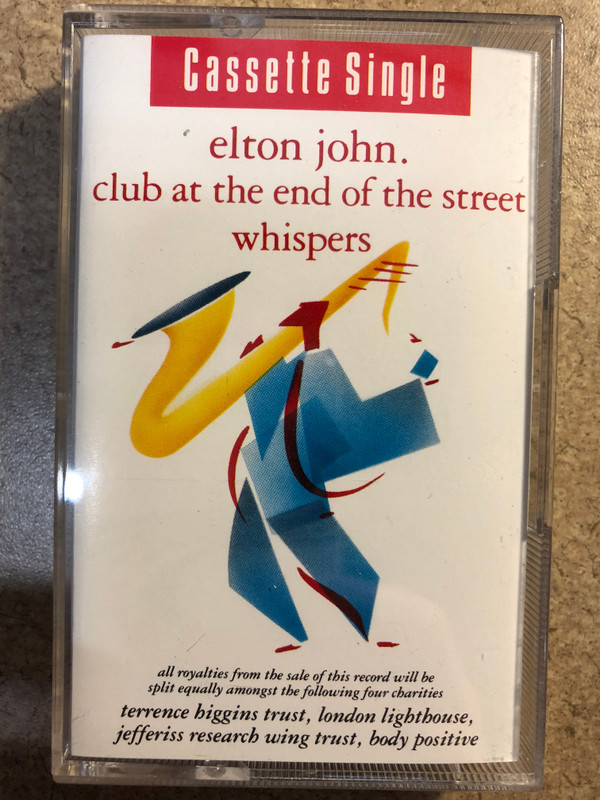 Cassette Single
elton john.
club at the end of the street
whispers
all royalties from the sale of this record will be
split equally amongst the following four charities
terrence higgins trust, london lighthouse,
jefferiss research wing trust, body positive